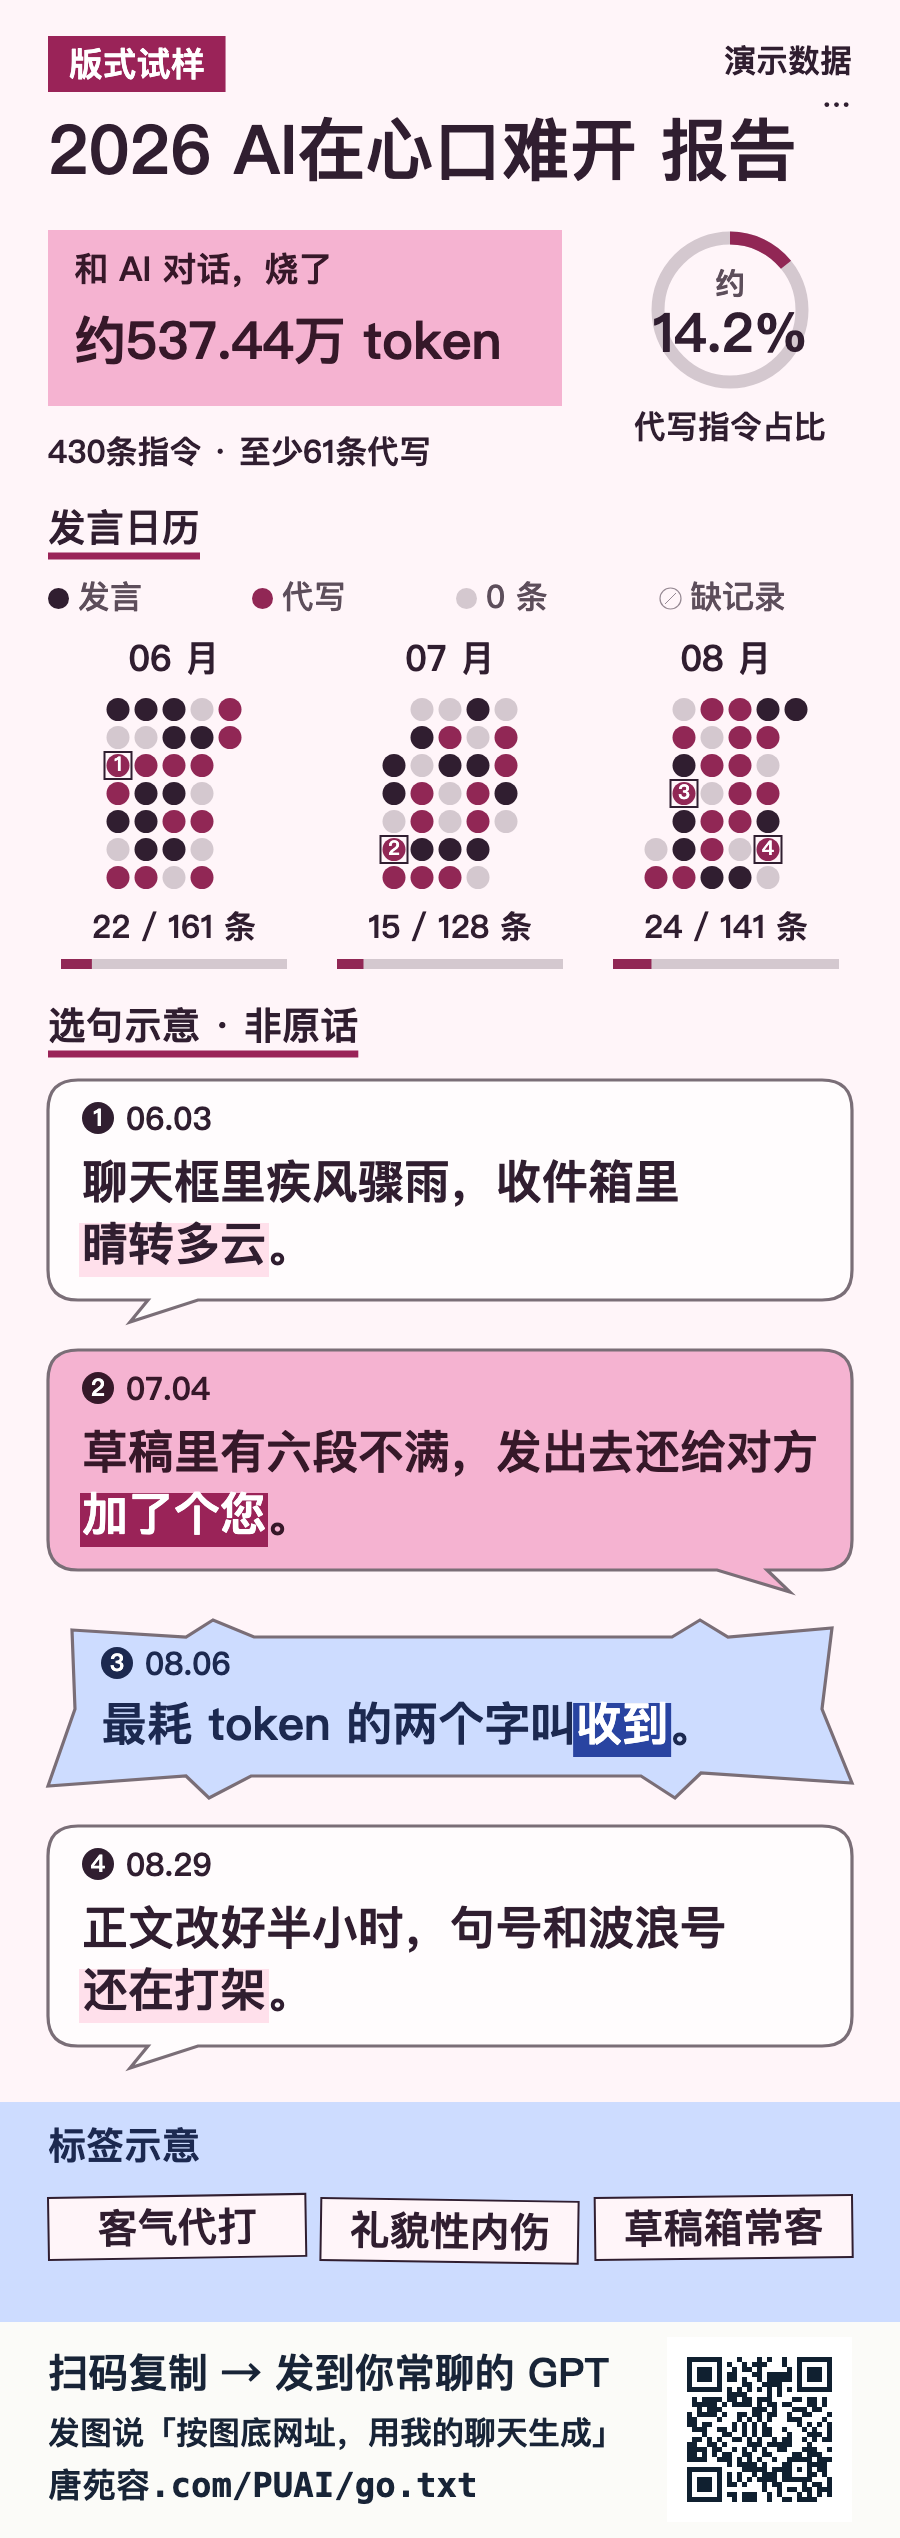 版式试样
演示数据
...
2026 AI在心口难开 报告
和 AI 对话，烧了
约537.44万 token
约
14.2%
代写指令占比
430条指令 · 至少61条代写
发言日历
发言 代写 0 条 缺记录
06 月 07 月 08 月
1
3
2 4
22 / 161 条 15 / 128 条 24 / 141 条
选句示意 · 非原话
1 06.03
聊天框里疾风骤雨，收件箱里
晴转多云。
2 07.04
草稿里有六段不满，发出去还给对方
加了个您。
3 08.06
最耗 token 的两个字叫收到。
4 08.29
正文改好半小时，句号和波浪号
还在打架。
标签示意
客气代打 礼貌性内伤 草稿箱常客
扫码复制 → 发到你常聊的 GPT
发图说「按图底网址，用我的聊天生成」
唐苑容.com/PUAI/go.txt